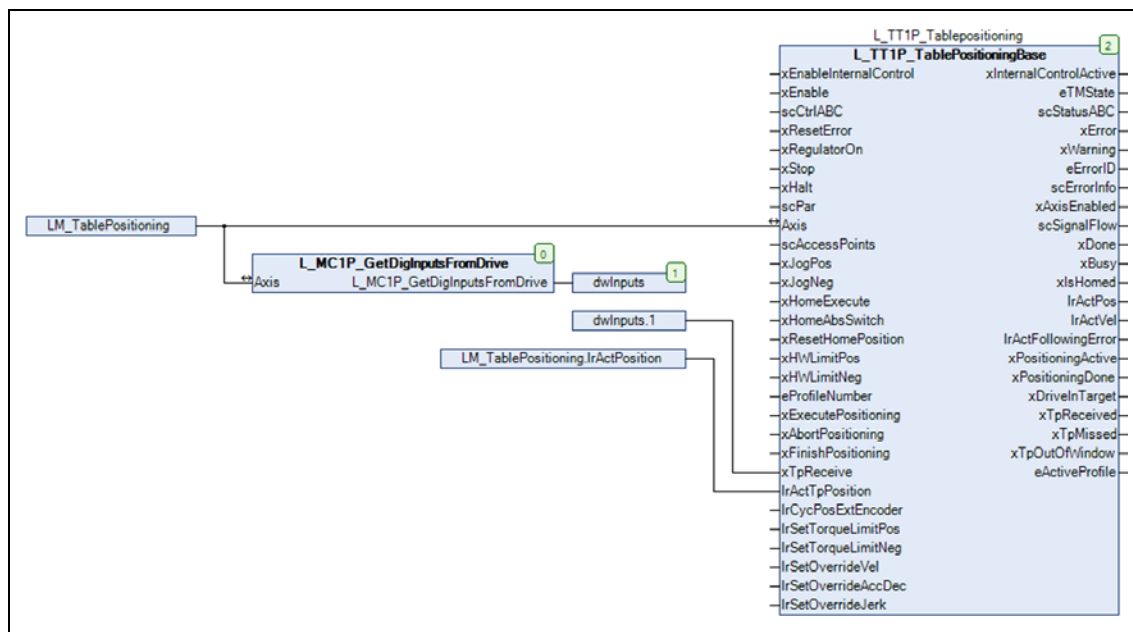 L_TT1P_Tablepositioning
2
L_TT1P_TablePositioningBase
xEnableInternalControl xInternalControlActive
xEnable eTMState
scCtrlABC scStatusABC
xResetError xError
xRegulatorOn xWarning
xStop eErrorID
xHalt scErrorInfo
scPar xAxisEnabled
LM_TablePositioning
Axis scSignalFlow
scAccessPoints xDone
0
L_MC1P_GetDigInputsFromDrive
Axis L_MC1P_GetDigInputsFromDrive
1
dwInputs
xJogPos xBusy
xJogNeg xIsHomed
xHomeExecute lrActPos
dwInputs.1
xHomeAbsSwitch lrActVel
xResetHomePosition lrActFollowingError
LM_TablePositioning.lrActPosition
xHWLimitPos xPositioningActive
xHWLimitNeg xPositioningDone
eProfileNumber xDriveInTarget
xExecutePositioning xTpReceived
xAbortPositioning xTpMissed
xFinishPositioning xTpOutOfWindow
xTpReceive eActiveProfile
lrActTpPosition
lrCycPosExtEncoder
lrSetTorqueLimitPos
lrSetTorqueLimitNeg
lrSetOverrideVel
lrSetOverrideAccDec
lrSetOverrideJerk